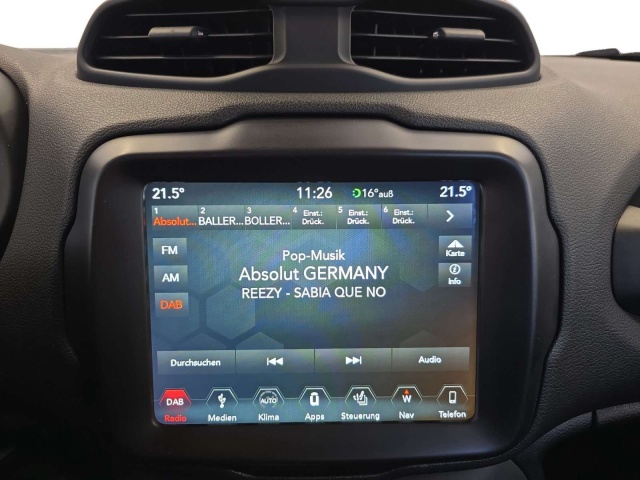 21.5° 11:26 16°auß 21.5°
1 Absolut... 2 BALLER... 3 BOLLER... 4 Einst.: Drück. 5 Einst.: Drück. 6 Einst.: Drück.
FM
Pop-Musik
Karte
Absolut GERMANY
AM
Info
REEZY - SABIA QUE NO
DAB
Durchsuchen Audio
DAB AUTO W
Radio Medien Klima Apps Steuerung Nav Telefon